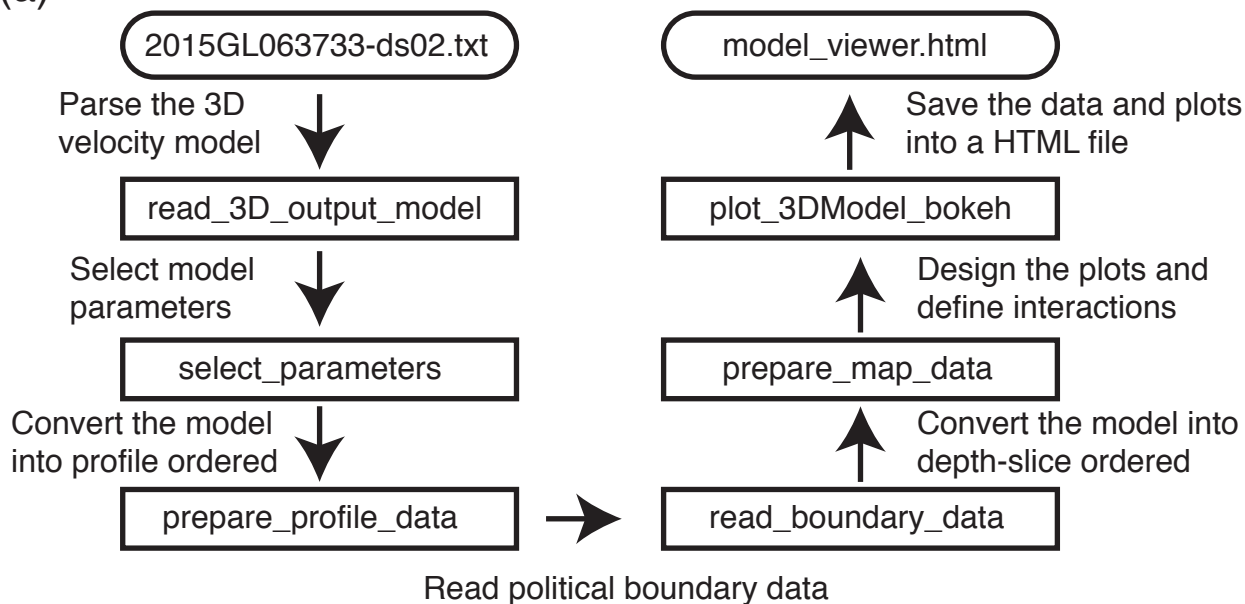 (a)
2015GL063733-ds02.txt
Parse the 3D
velocity model
read_3D_output_model
Select model
parameters
select_parameters
Convert the model
into profile ordered
prepare_profile_data
Read political boundary data
read_boundary_data
Convert the model into
depth-slice ordered
prepare_map_data
Design the plots and
define interactions
plot_3DModel_bokeh
Save the data and plots
into a HTML file
model_viewer.html